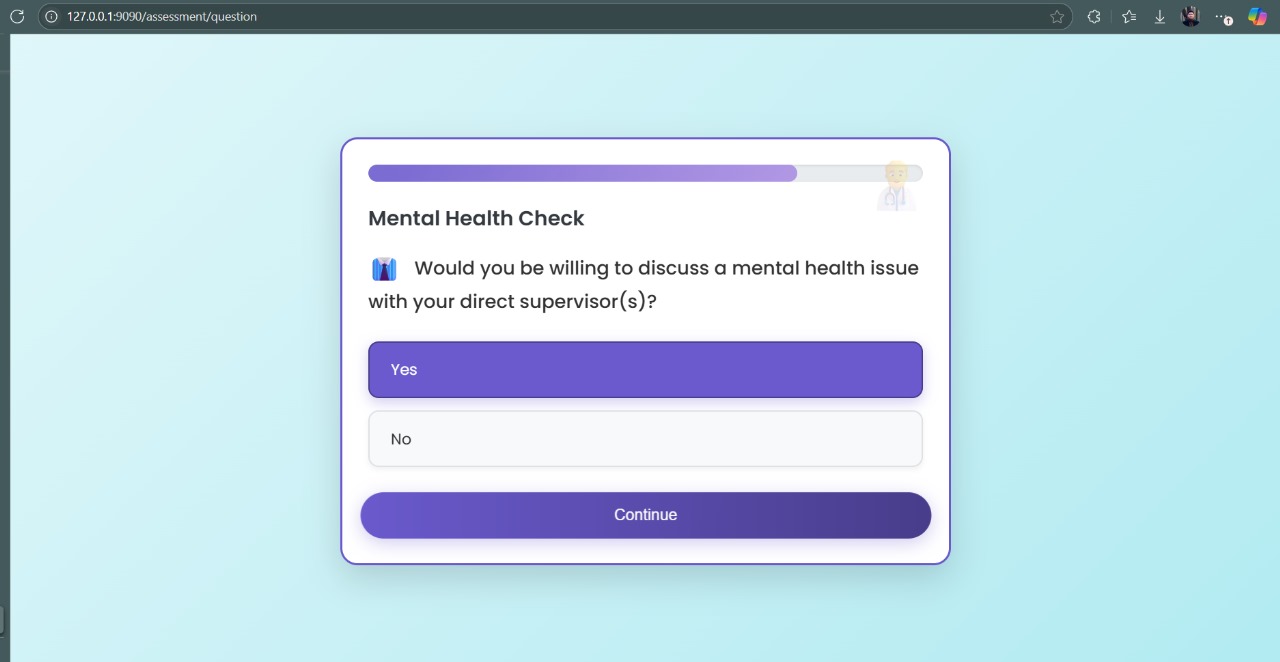 127.0.0.1:9090/assessment/question
Mental Health Check
Would you be willing to discuss a mental health issue
with your direct supervisor(s)?
Yes
No
Continue